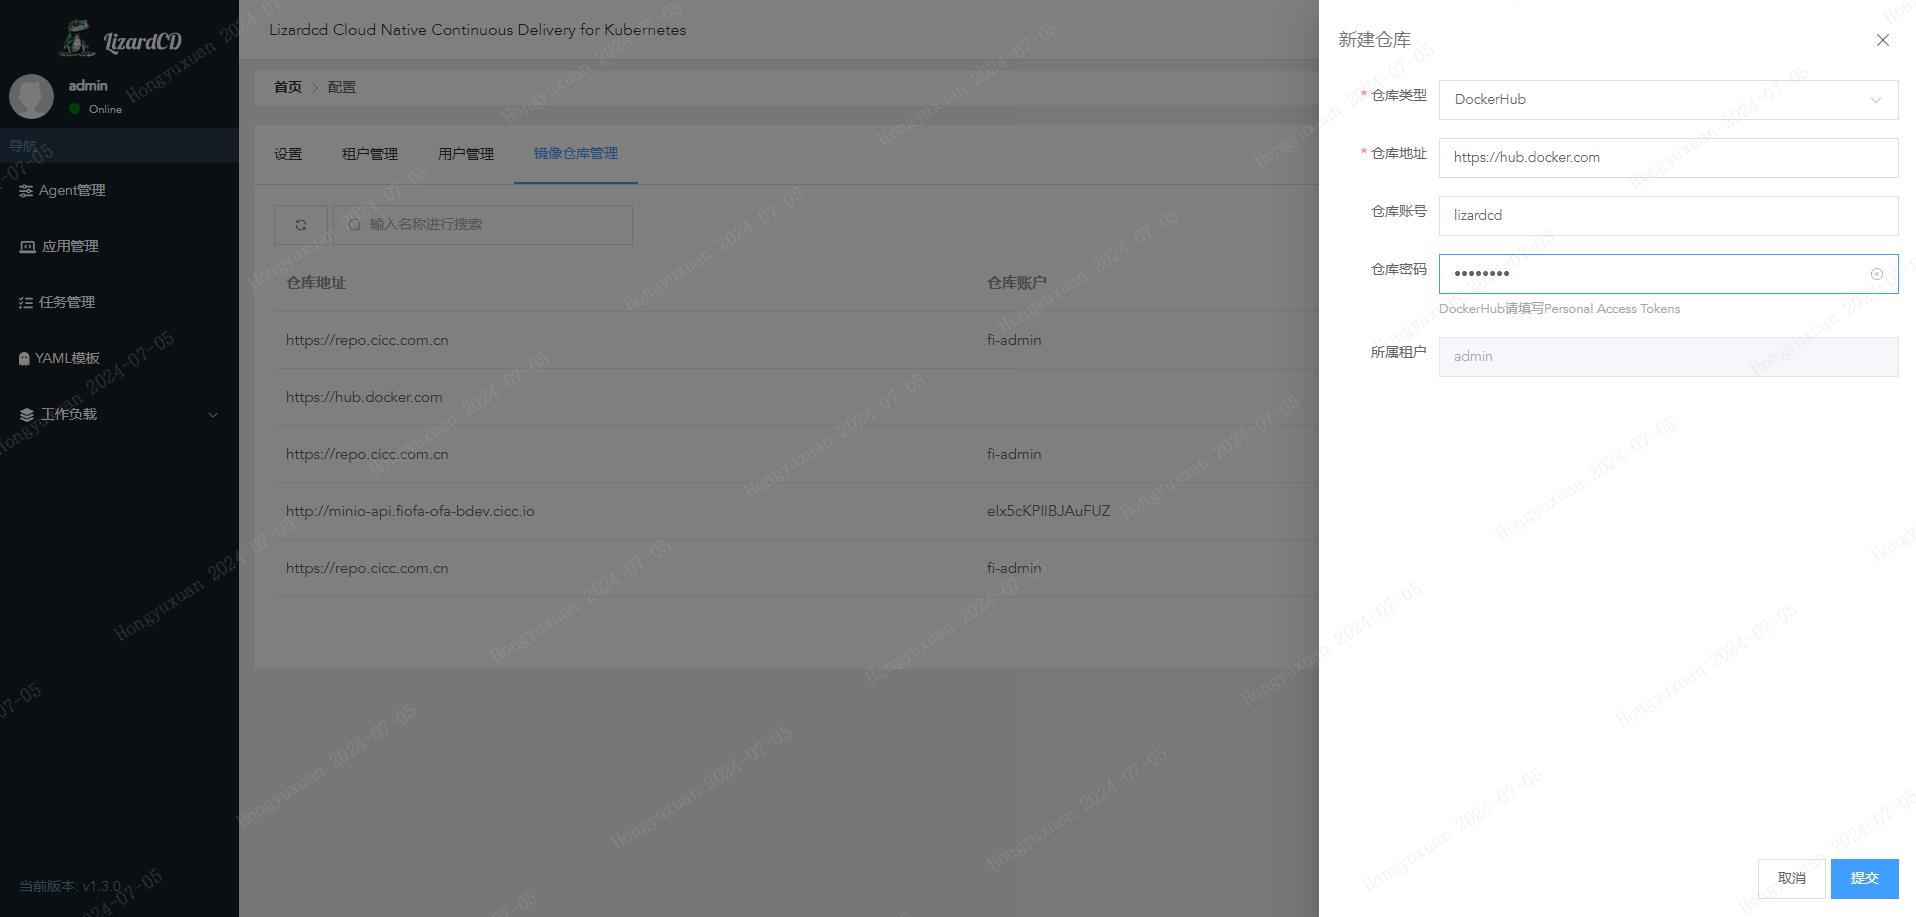 LizardCD
admin
Online
导航
Agent管理
应用管理
任务管理
YAML模板
工作负载
当前版本: v1.3.0
Lizardcd Cloud Native Continuous Delivery for Kubernetes
首页 > 配置
设置 租户管理 用户管理 镜像仓库管理
输入名称进行搜索
仓库地址 仓库账户
https://repo.cicc.com.cn fi-admin
https://hub.docker.com
https://repo.cicc.com.cn fi-admin
http://minio-api.fiofa-ofa-bdev.cicc.io
https://repo.cicc.com.cn fi-admin
新建仓库
* 仓库类型 DockerHub
* 仓库地址 https://hub.docker.com
仓库账号 lizardcd
仓库密码 ••••••••
DockerHub请填写Personal Access Tokens
所属租户 admin
取消 提交
Hongyuxuan 2024-07-05